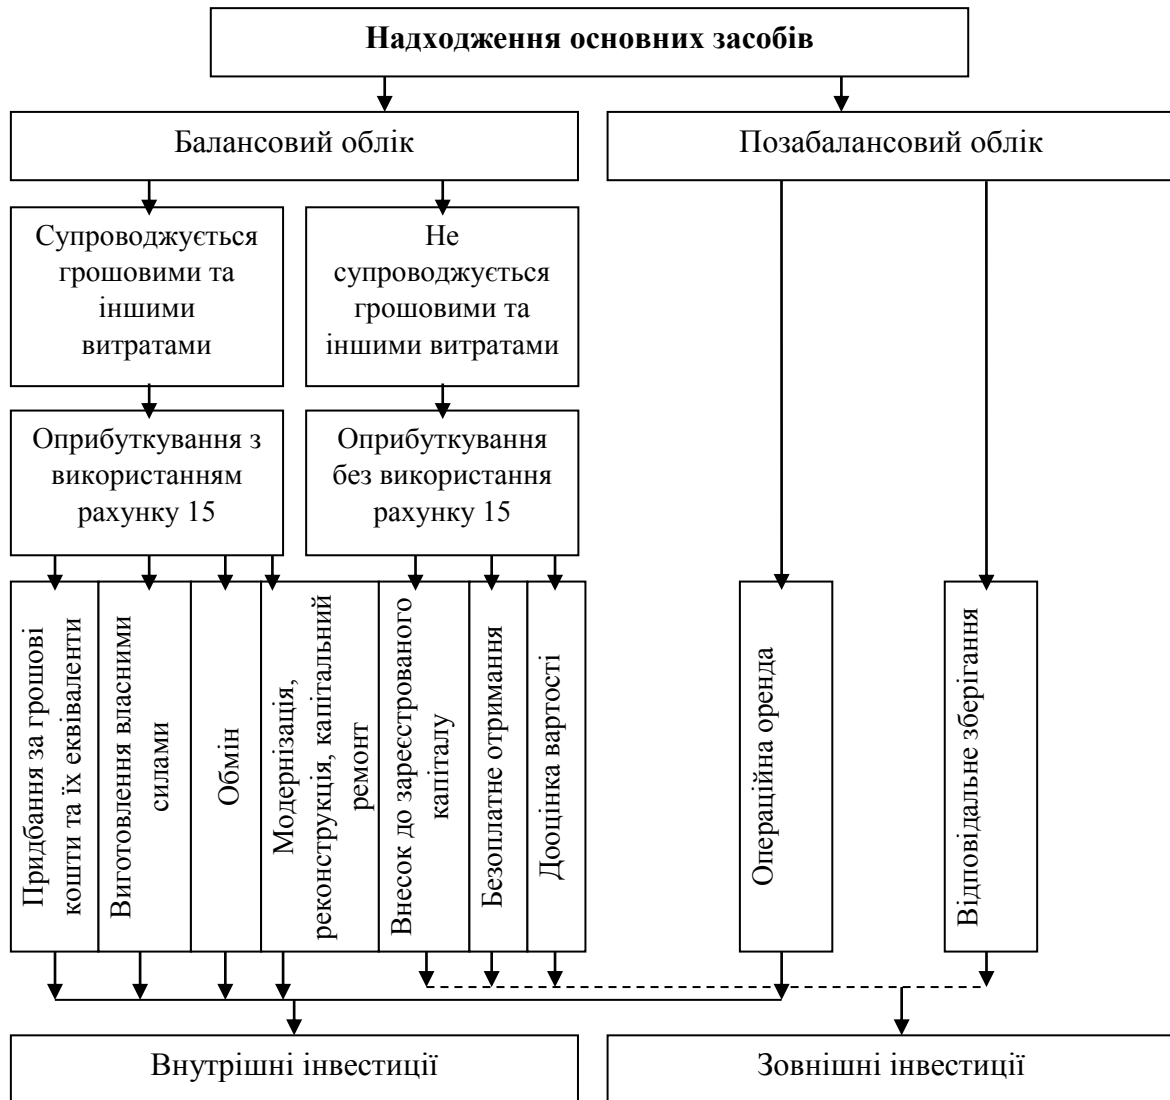 Надходження основних засобів
Балансовий облік
Позабалансовий облік
Супроводжується
грошовими та
іншими
витратами
Не
супроводжується
грошовими та
іншими витратами
Оприбуткування з
використанням
рахунку 15
Оприбуткування
без використання
рахунку 15
Придбання за грошові
кошти та їх еквіваленти
Виготовлення власними
силами
Обмін
Модернізація,
реконструкція, капітальний
ремонт
Внесок до зареєстрованого
капіталу
Безоплатне отримання
Дооцінка вартості
Операційна оренда
Відповідальне зберігання
Внутрішні інвестиції
Зовнішні інвестиції